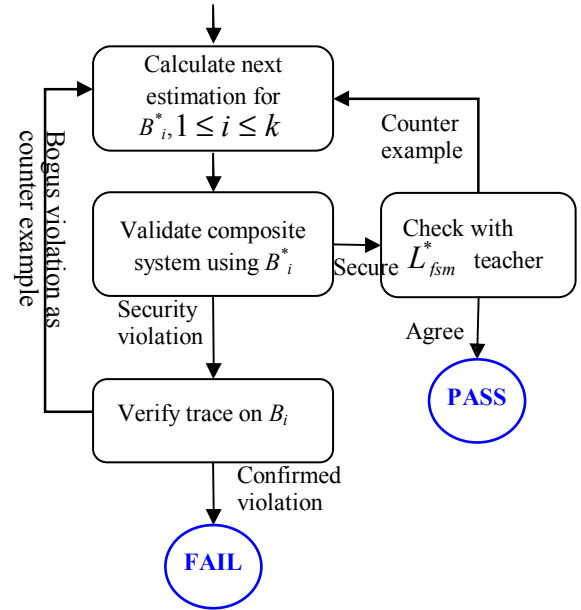 Calculate next
estimation for
B*i, 1 ≤ i ≤ k
Bogus violation as
counter example
Counter
example
Validate composite
system using B*i
Secure
Check with
L*fsm teacher
Security
violation
Agree
PASS
Verify trace on Bi
Confirmed
violation
FAIL